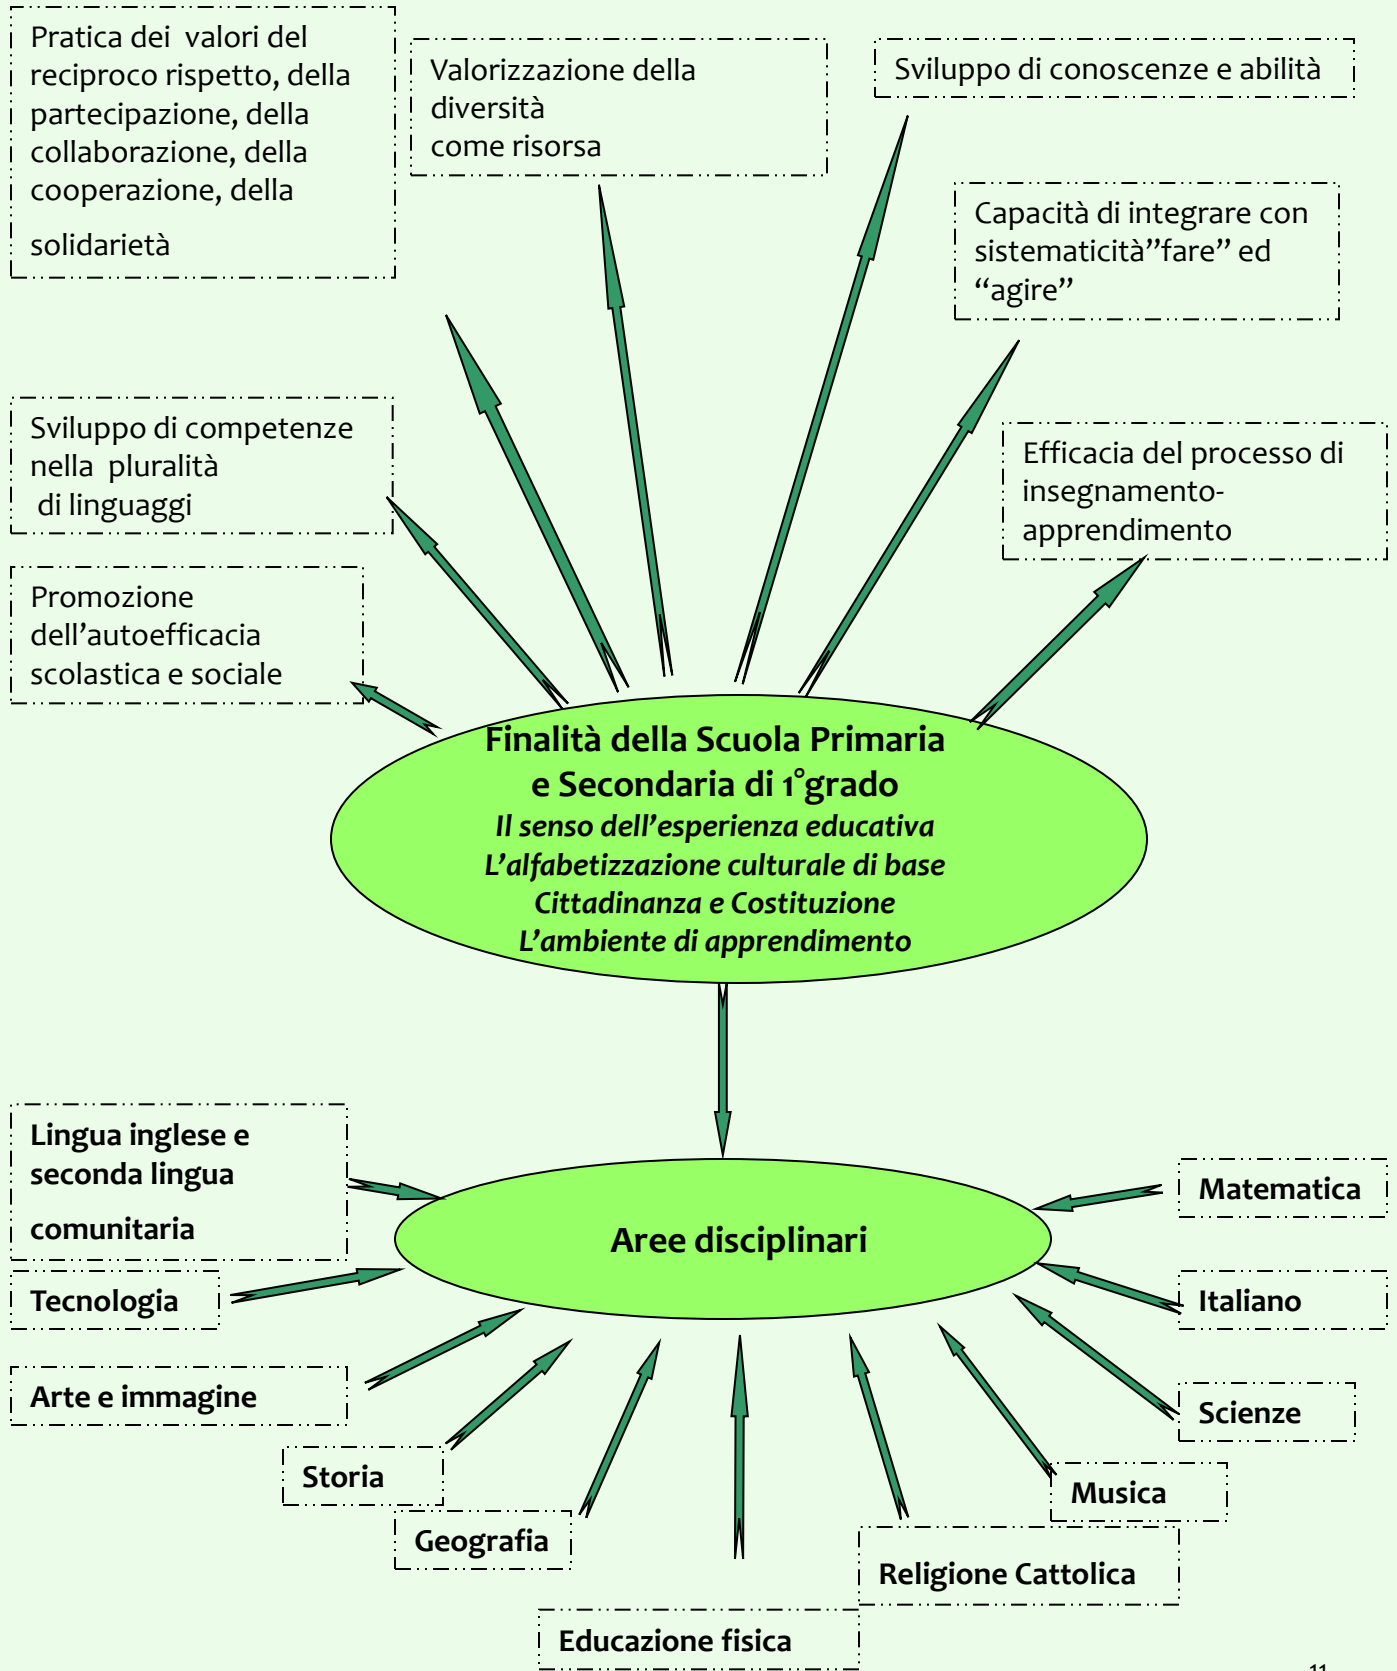 Pratica dei valori del
reciproco rispetto, della
partecipazione, della
collaborazione, della
cooperazione, della
solidarietà
Valorizzazione della
diversità
come risorsa
Sviluppo di conoscenze e abilità
Capacità di integrare con
sistematicità”fare” ed
“agire”
Sviluppo di competenze
nella pluralità
di linguaggi
Efficacia del processo di
insegnamento-
apprendimento
Promozione
dell’autoefficacia
scolastica e sociale
Finalità della Scuola Primaria
e Secondaria di 1°grado
Il senso dell’esperienza educativa
L’alfabetizzazione culturale di base
Cittadinanza e Costituzione
L’ambiente di apprendimento
Lingua inglese e
seconda lingua
comunitaria
Matematica
Aree disciplinari
Tecnologia
Italiano
Arte e immagine
Scienze
Storia
Musica
Geografia
Religione Cattolica
Educazione fisica
11